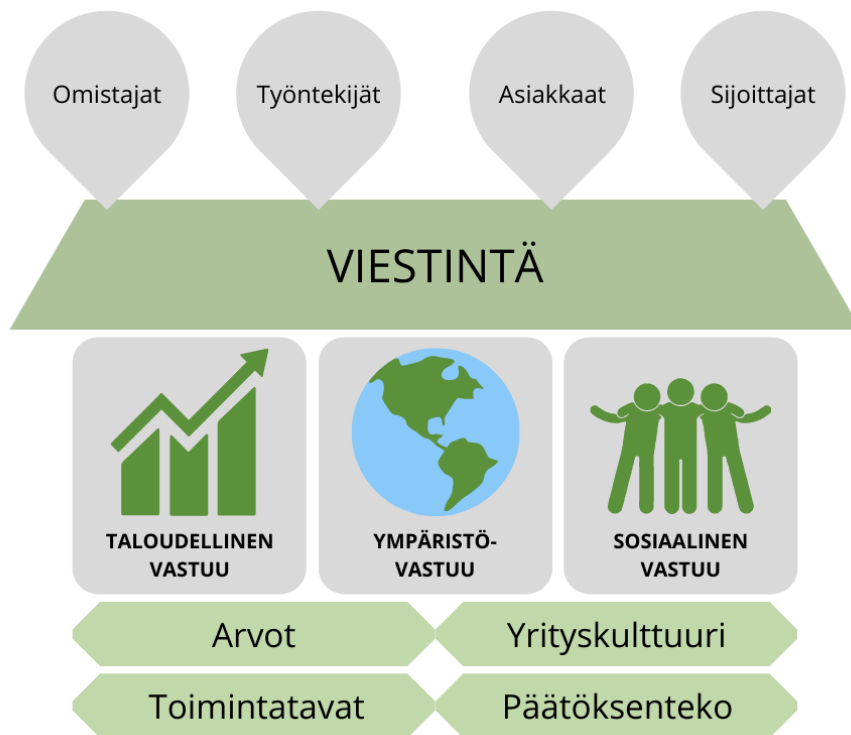 Omistajat
Työntekijät
Asiakkaat
Sijoittajat
VIESTINTÄ
TALOUDELLINEN
VASTUU
YMPÄRISTÖ-
VASTUU
SOSIAALINEN
VASTUU
Arvot
Yrityskulttuuri
Toimintatavat
Päätöksenteko